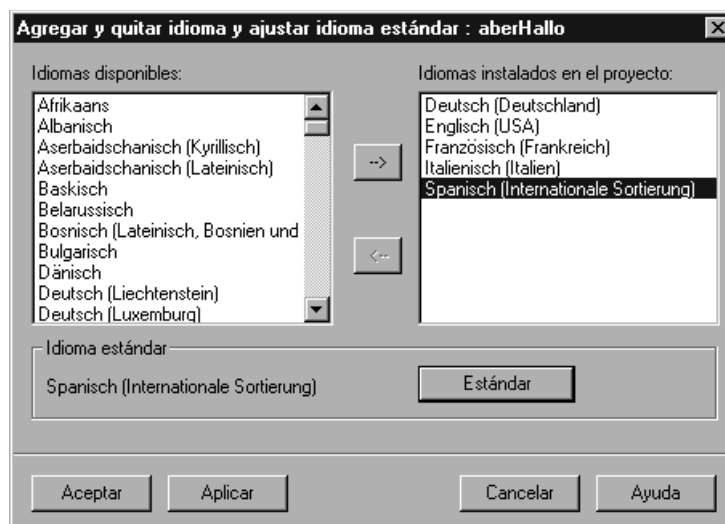 Agregar y quitar idioma y ajustar idioma estándar : aberHallo
Idiomas disponibles:
Afrikaans
Albanisch
Aserbaidschanisch (Kyrillisch)
Aserbaidschanisch (Lateinisch)
Baskisch
Belarussisch
Bosnisch (Lateinisch, Bosnien und
Bulgarisch
Dänisch
Deutsch (Liechtenstein)
Deutsch (Luxemburg)
-->
<--
Idiomas instalados en el proyecto:
Deutsch (Deutschland)
Englisch (USA)
Französisch (Frankreich)
Italienisch (Italien)
Spanisch (Internationale Sortierung)
Idioma estándar
Spanisch (Internationale Sortierung)
Estándar
Aceptar
Aplicar
Cancelar
Ayuda